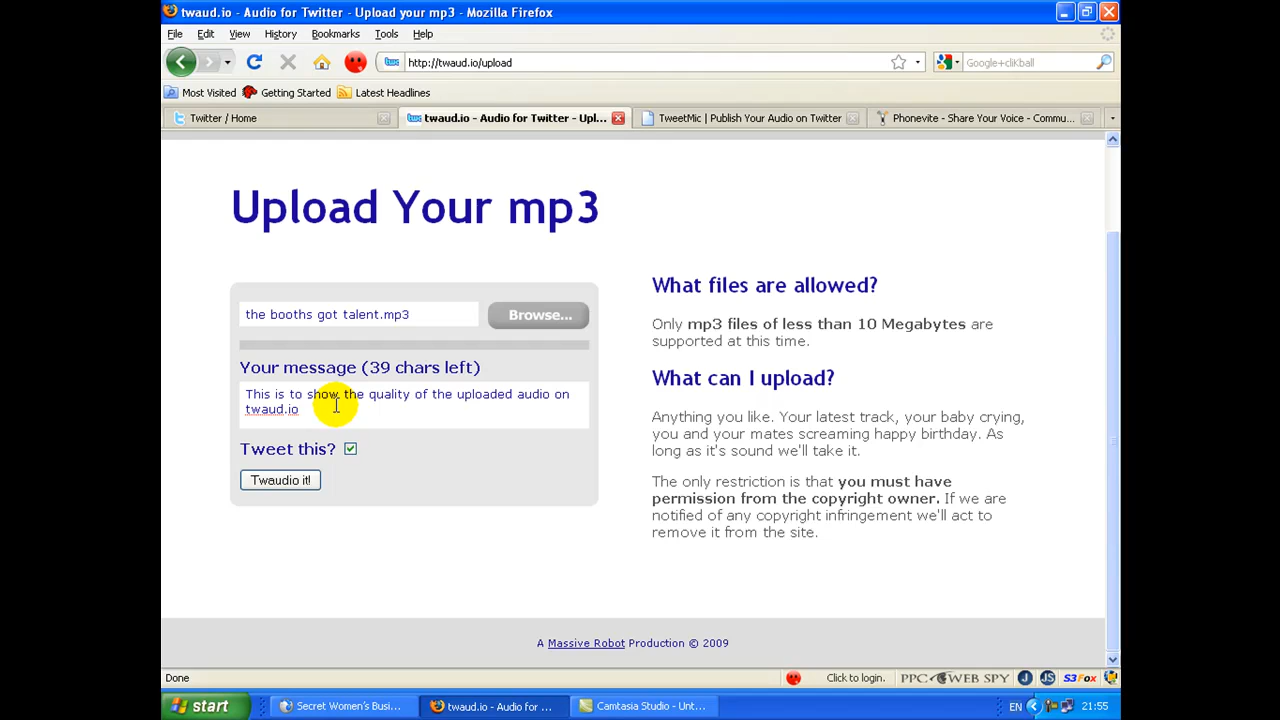 twaud.io - Audio for Twitter - Upload your mp3 - Mozilla Firefox
File Edit View History Bookmarks Tools Help
http://twaud.io/upload
Google+cliKball
Most Visited Getting Started Latest Headlines
Twitter / Home
twaud.io - Audio for Twitter - Upl...
TweetMic | Publish Your Audio on Twitter
Phonevite - Share Your Voice - Commu...
Upload Your mp3
the booths got talent.mp3
Browse...
Your message (39 chars left)
This is to show the quality of the uploaded audio on
twaud.io
Tweet this?
Twaudio it!
What files are allowed?
Only mp3 files of less than 10 Megabytes are
supported at this time.
What can I upload?
Anything you like. Your latest track, your baby crying,
you and your mates screaming happy birthday. As
long as it's sound we'll take it.
The only restriction is that you must have
permission from the copyright owner. If we are
notified of any copyright infringement we'll act to
remove it from the site.
A Massive Robot Production © 2009
Done
Click to login.
PPC WEB SPY
J
JS
S3Fox
start
Secret Women's Busi...
twaud.io - Audio for ...
Camtasia Studio - Unt...
EN
21:55